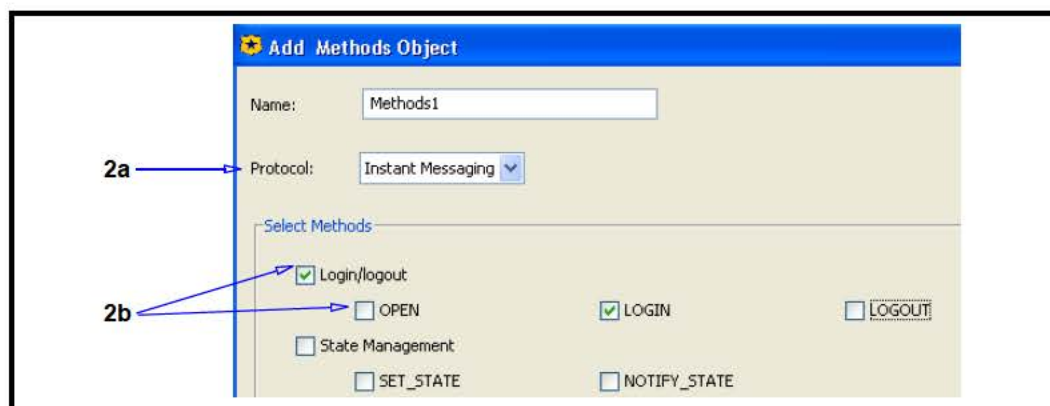 Add Methods Object
Name: Methods1
2a Protocol: Instant Messaging
Select Methods
Login/logout
2b OPEN LOGIN LOGOUT
State Management
SET_STATE NOTIFY_STATE